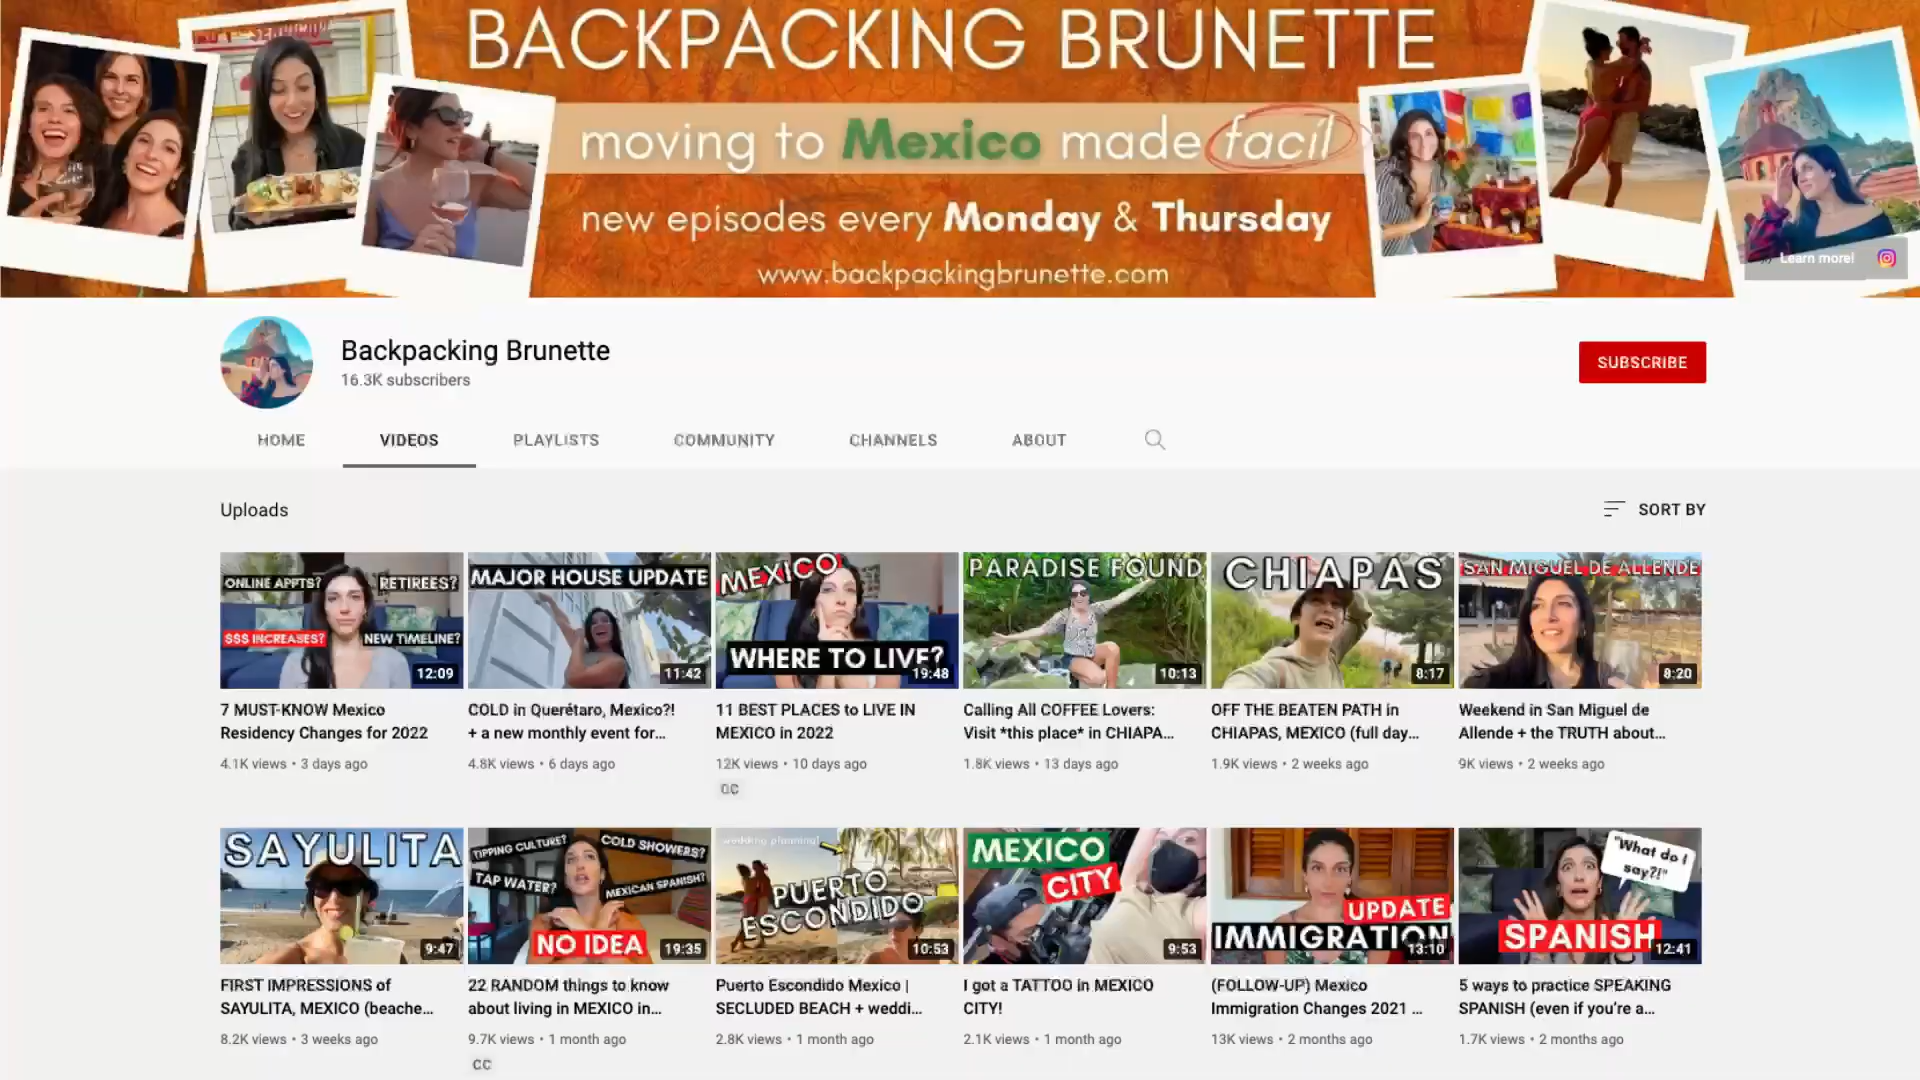 BACKPACKING BRUNETTE
moving to Mexico made facíl
new episodes every Monday & Thursday
www.backpackingbrunette.com
Learn more!
Backpacking Brunette
16.3K subscribers
SUBSCRIBE
HOME VIDEOS PLAYLISTS COMMUNITY CHANNELS ABOUT
Uploads
SORT BY
ONLINE APPTS? RETIREES?
$$$ INCREASES? NEW TIMELINE?
12:09
7 MUST-KNOW Mexico
Residency Changes for 2022
4.1K views • 3 days ago
MAJOR HOUSE UPDATE
11:42
COLD in Querétaro, Mexico?!
+ a new monthly event for...
4.8K views • 6 days ago
MEXICO
WHERE TO LIVE?
19:48
11 BEST PLACES to LIVE IN
MEXICO in 2022
12K views • 10 days ago
CC
PARADISE FOUND
10:13
Calling All COFFEE Lovers:
Visit *this place* in CHIAPA...
1.8K views • 13 days ago
CHIAPAS
8:17
OFF THE BEATEN PATH in
CHIAPAS, MEXICO (full day...
1.9K views • 2 weeks ago
SAN MIGUEL DE ALLENDE
8:20
Weekend in San Miguel de
Allende + the TRUTH about...
9K views • 2 weeks ago
SAYULITA
9:47
FIRST IMPRESSIONS of
SAYULITA, MEXICO (beache...
8.2K views • 3 weeks ago
TIPPING CULTURE? COLD SHOWERS?
TAP WATER? MEXICAN SPANISH?
NO IDEA
19:35
22 RANDOM things to know
about living in MEXICO in...
9.7K views • 1 month ago
CC
wedding planning!
PUERTO
ESCONDIDO
10:53
Puerto Escondido Mexico |
SECLUDED BEACH + weddi...
2.8K views • 1 month ago
MEXICO
CITY
9:53
I got a TATTOO in MEXICO
CITY!
2.1K views • 1 month ago
UPDATE
IMMIGRATION
13:10
(FOLLOW-UP) Mexico
Immigration Changes 2021 ...
13K views • 2 months ago
"What do I
say?!"
SPANISH
12:41
5 ways to practice SPEAKING
SPANISH (even if you're a...
1.7K views • 2 months ago